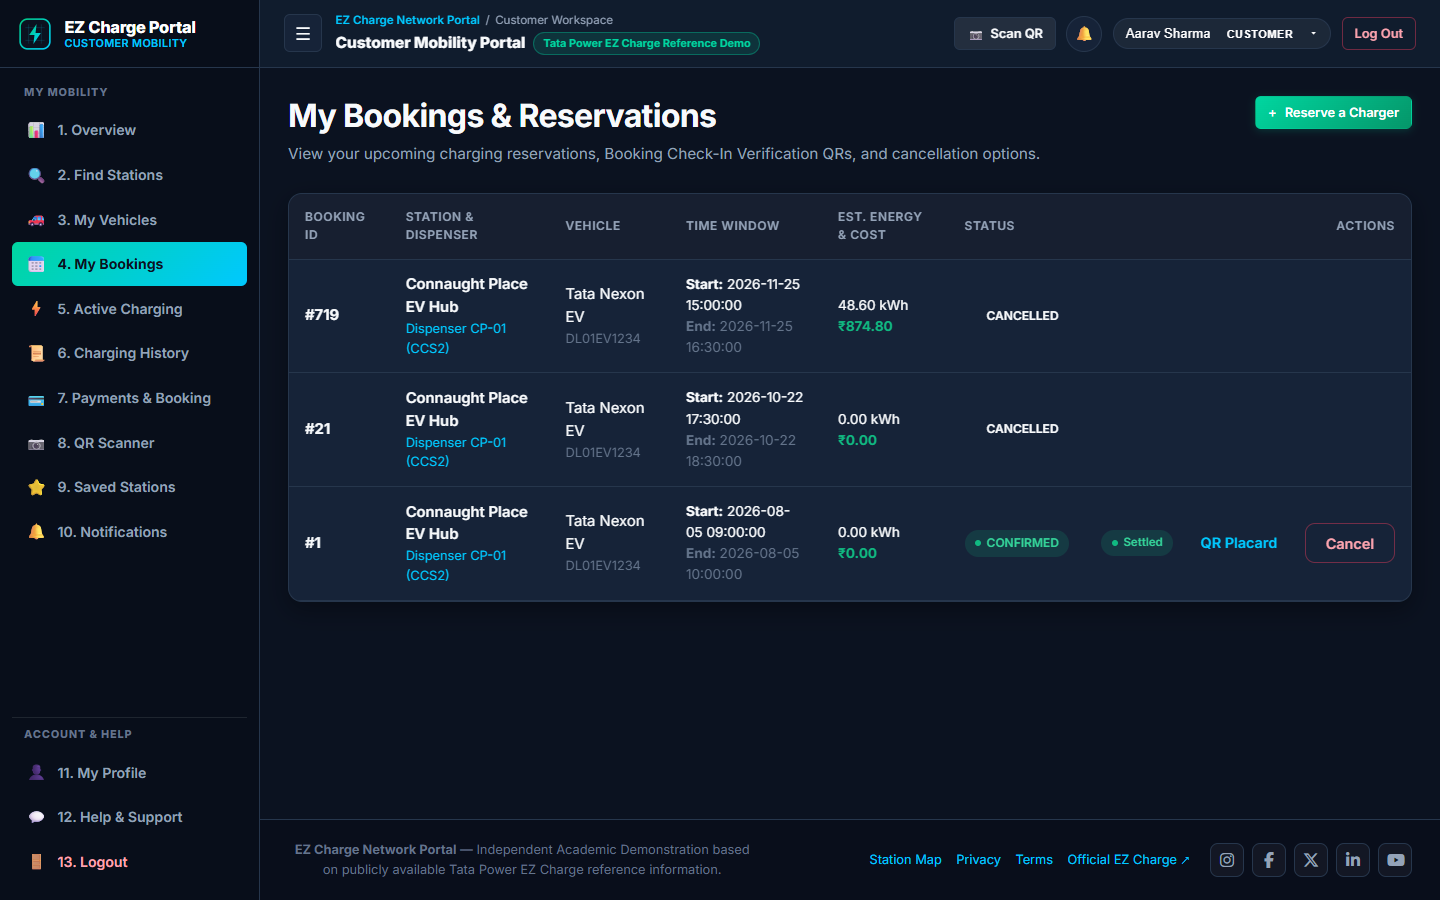 EZ Charge Portal
CUSTOMER MOBILITY
MY MOBILITY
1. Overview
2. Find Stations
3. My Vehicles
4. My Bookings
5. Active Charging
6. Charging History
7. Payments & Booking
8. QR Scanner
9. Saved Stations
10. Notifications
ACCOUNT & HELP
11. My Profile
12. Help & Support
13. Logout
EZ Charge Network Portal / Customer Workspace
Customer Mobility Portal Tata Power EZ Charge Reference Demo
Scan QR
Aarav Sharma CUSTOMER
Log Out
My Bookings & Reservations
+ Reserve a Charger
View your upcoming charging reservations, Booking Check-In Verification QRs, and cancellation options.
BOOKING
ID
STATION &
DISPENSER
VEHICLE
TIME WINDOW
EST. ENERGY
& COST
STATUS
ACTIONS
#719
Connaught Place
EV Hub
Dispenser CP-01
(CCS2)
Tata Nexon
EV
DL01EV1234
Start: 2026-11-25
15:00:00
End: 2026-11-25
16:30:00
48.60 kWh
₹874.80
CANCELLED
#21
Connaught Place
EV Hub
Dispenser CP-01
(CCS2)
Tata Nexon
EV
DL01EV1234
Start: 2026-10-22
17:30:00
End: 2026-10-22
18:30:00
0.00 kWh
₹0.00
CANCELLED
#1
Connaught Place
EV Hub
Dispenser CP-01
(CCS2)
Tata Nexon
EV
DL01EV1234
Start: 2026-08-
05 09:00:00
End: 2026-08-05
10:00:00
0.00 kWh
₹0.00
CONFIRMED
Settled
QR Placard
Cancel
EZ Charge Network Portal — Independent Academic Demonstration based
on publicly available Tata Power EZ Charge reference information.
Station Map Privacy Terms Official EZ Charge ↗